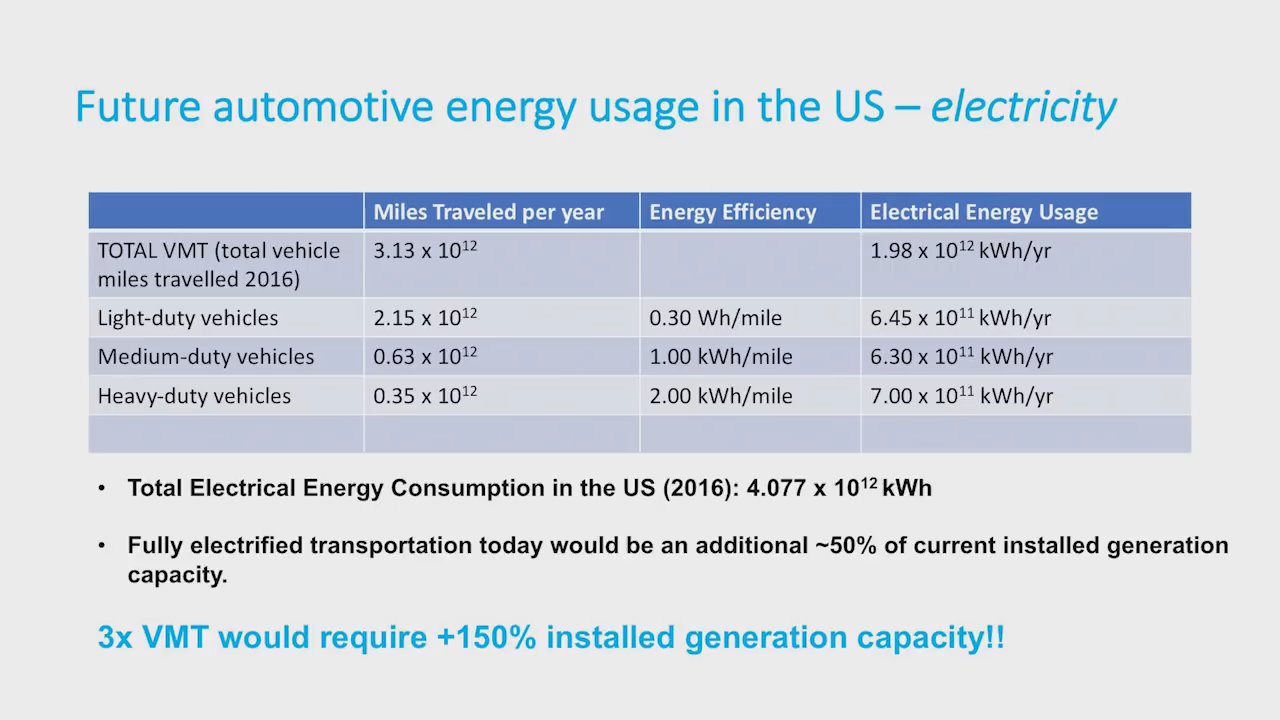 Future automotive energy usage in the US – electricity
Miles Traveled per year Energy Efficiency Electrical Energy Usage
TOTAL VMT (total vehicle miles travelled 2016) 3.13 x 10¹² 1.98 x 10¹² kWh/yr
Light-duty vehicles 2.15 x 10¹² 0.30 Wh/mile 6.45 x 10¹¹ kWh/yr
Medium-duty vehicles 0.63 x 10¹² 1.00 kWh/mile 6.30 x 10¹¹ kWh/yr
Heavy-duty vehicles 0.35 x 10¹² 2.00 kWh/mile 7.00 x 10¹¹ kWh/yr
• Total Electrical Energy Consumption in the US (2016): 4.077 x 10¹² kWh
• Fully electrified transportation today would be an additional ~50% of current installed generation
capacity.
3x VMT would require +150% installed generation capacity!!